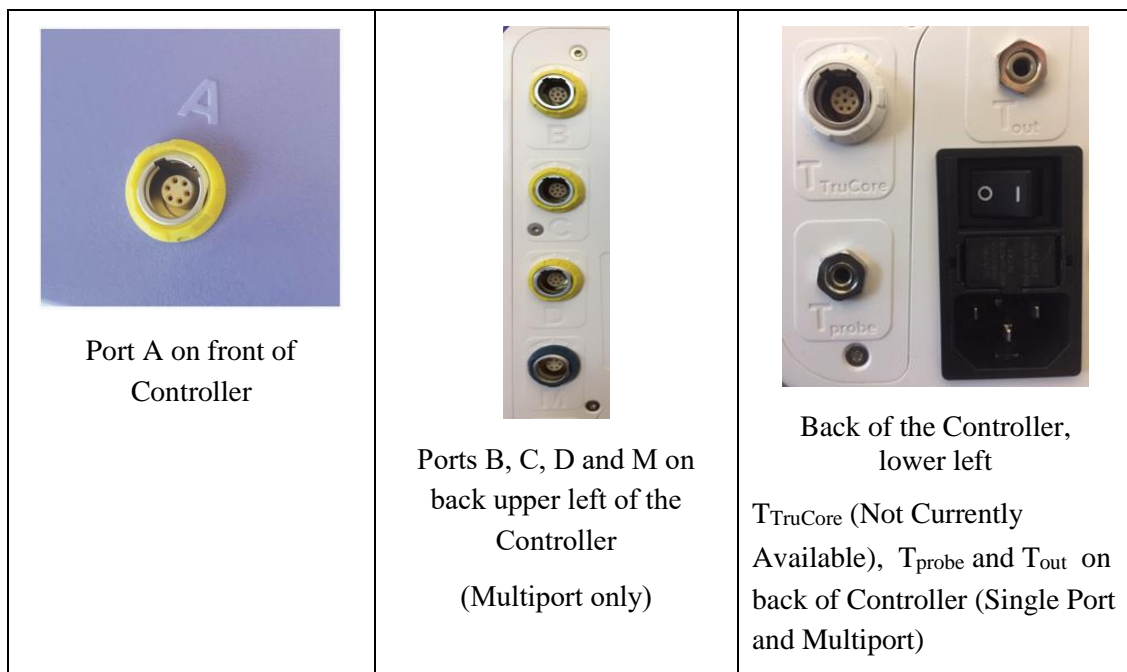 A
Port A on front of
Controller
B
C
D
M
Ports B, C, D and M on
back upper left of the
Controller
(Multiport only)
Tout
TTruCore
O I
Tprobe
Back of the Controller,
lower left
TTruCore (Not Currently
Available), Tprobe and Tout on
back of Controller (Single Port
and Multiport)